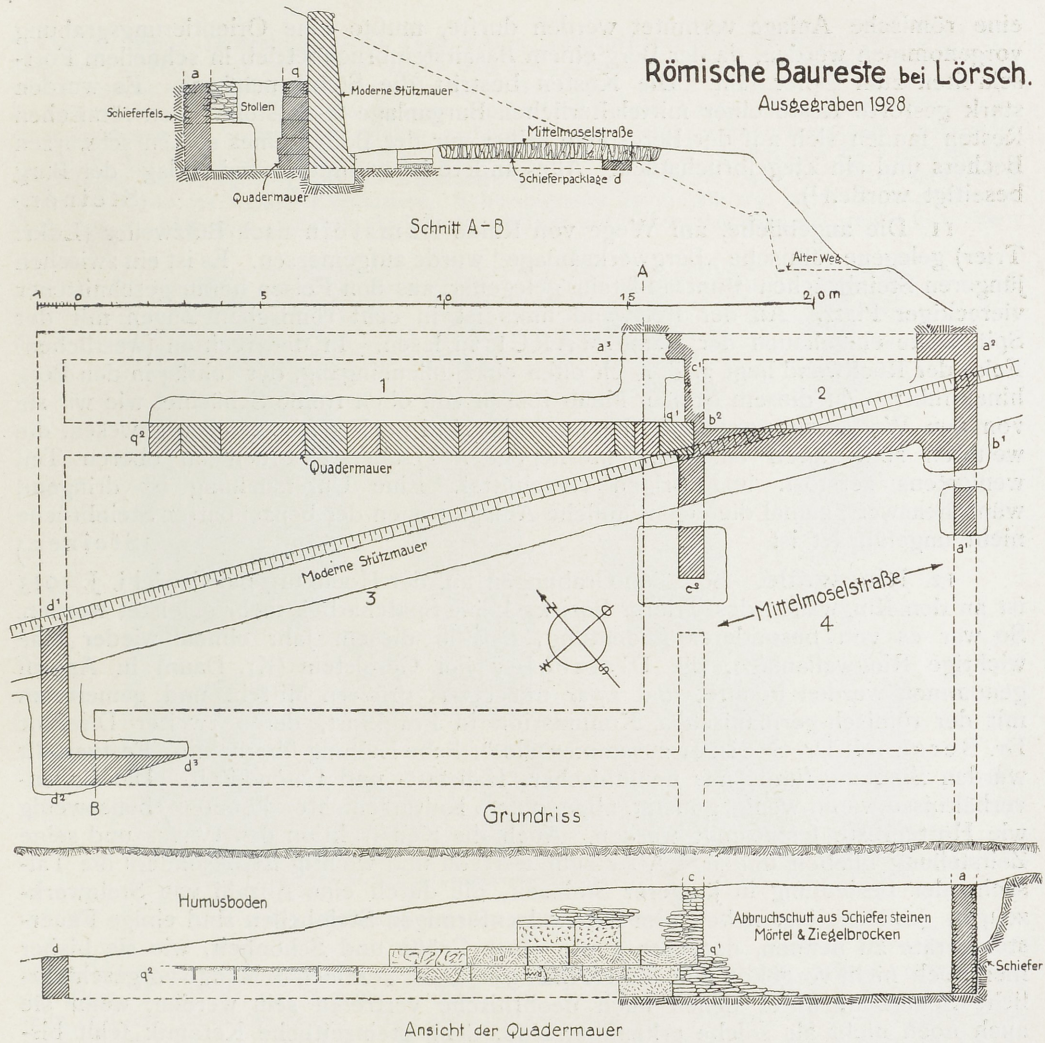 Römische Baureste bei Lörsch.
Ausgegraben 1928
a
q
Schieferfels
Stollen
Moderne Stützmauer
Mittelmoselstraße
Quadermauer
Schieferpacklage d
Schnitt A-B
Alter Weg
A
1 0 5 10 15 20 m
a³
a²
1
c¹
2
q¹
b²
q²
b¹
Quadermauer
Moderne Stützmauer
a¹
c²
Mittelmoselstraße
d¹
3
4
N
O
W
S
d³
d²
B
Grundriss
Humusboden
c
a
Abbruchschutt aus Schiefersteinen
Mörtel & Ziegelbrocken
d
q²
q¹
Schiefer
Ansicht der Quadermauer